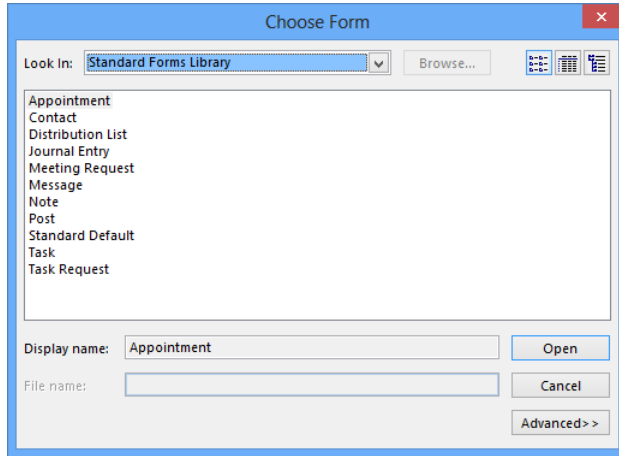 Choose Form
Look In: Standard Forms Library Browse...
Appointment
Contact
Distribution List
Journal Entry
Meeting Request
Message
Note
Post
Standard Default
Task
Task Request
Display name: Appointment Open
File name: Cancel
Advanced>>